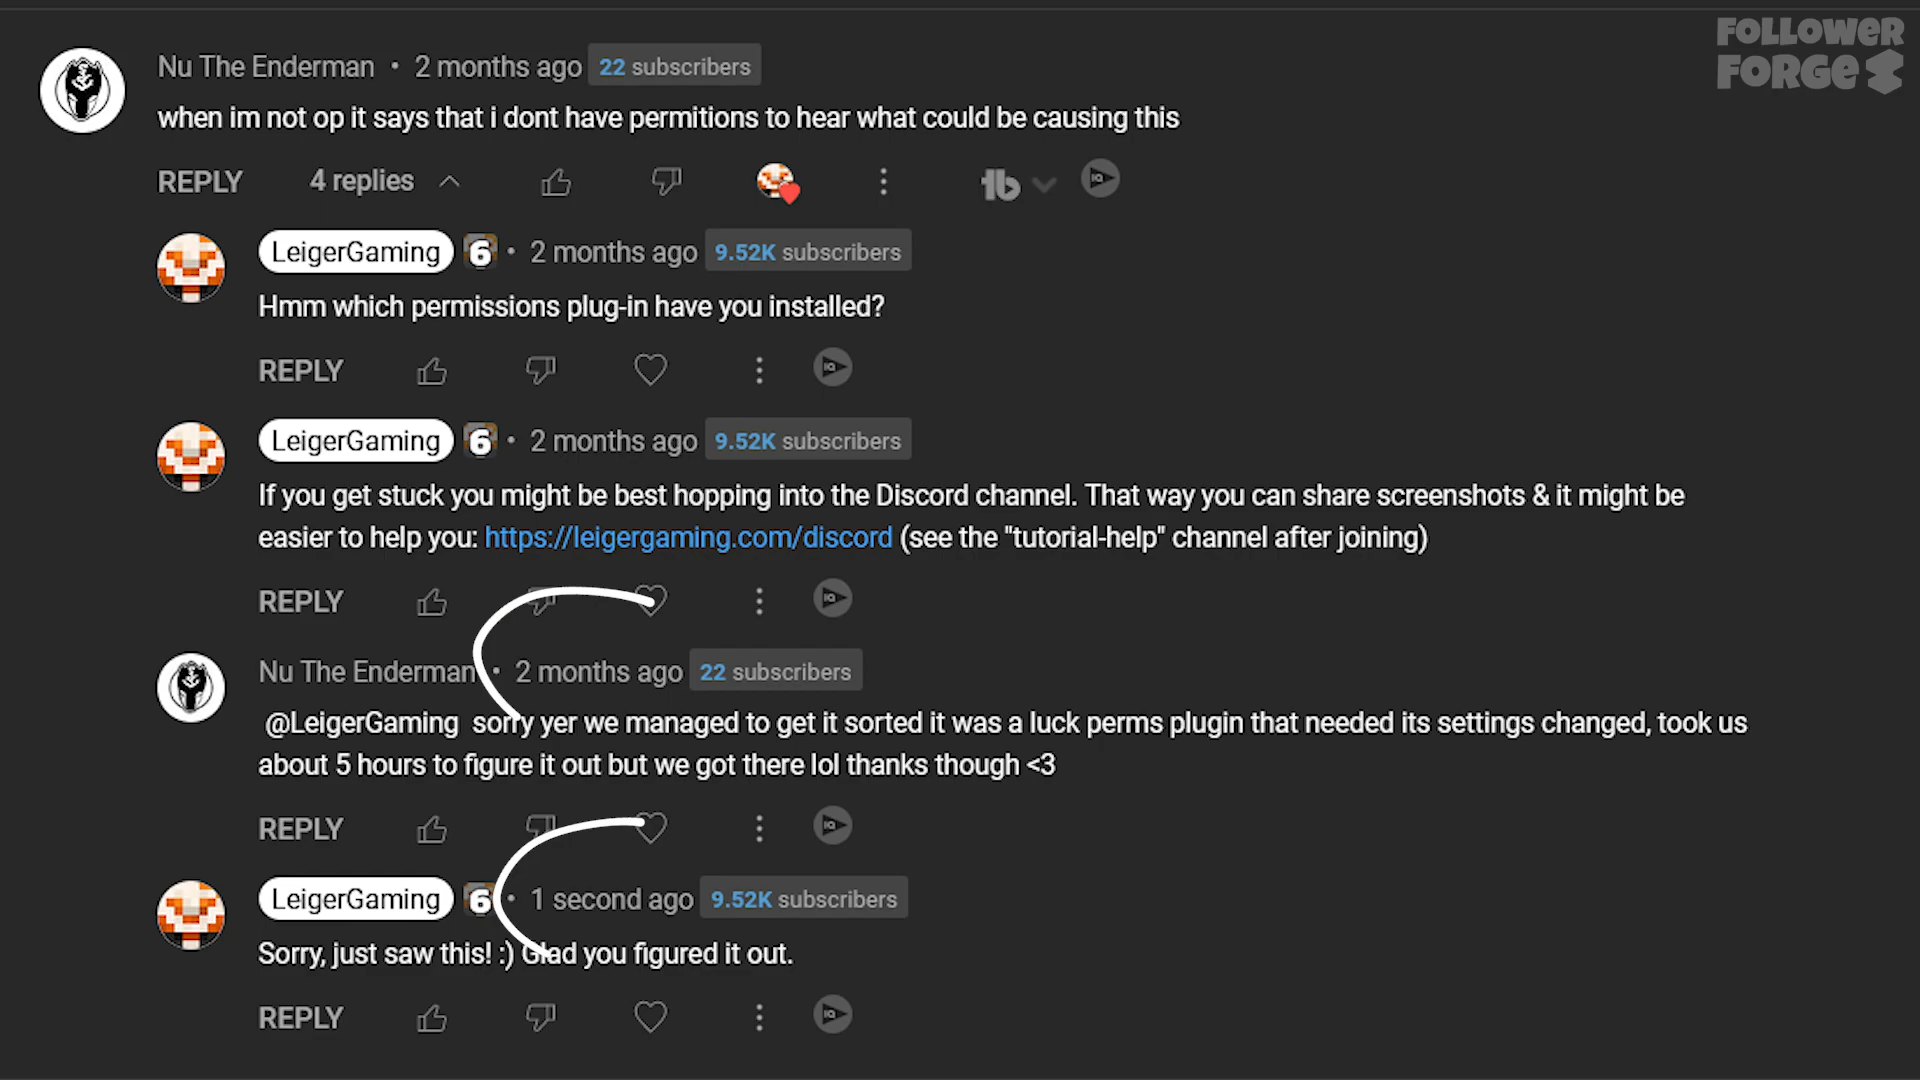 FOLLOWER
FORGE
Nu The Enderman • 2 months ago 22 subscribers
when im not op it says that i dont have permitions to hear what could be causing this
REPLY 4 replies
LeigerGaming 6 • 2 months ago 9.52K subscribers
Hmm which permissions plug-in have you installed?
REPLY
LeigerGaming 6 • 2 months ago 9.52K subscribers
If you get stuck you might be best hopping into the Discord channel. That way you can share screenshots & it might be
easier to help you: https://leigergaming.com/discord (see the "tutorial-help" channel after joining)
REPLY
Nu The Enderman • 2 months ago 22 subscribers
@LeigerGaming sorry yer we managed to get it sorted it was a luck perms plugin that needed its settings changed, took us
about 5 hours to figure it out but we got there lol thanks though <3
REPLY
LeigerGaming 6 • 1 second ago 9.52K subscribers
Sorry, just saw this! :) Glad you figured it out.
REPLY